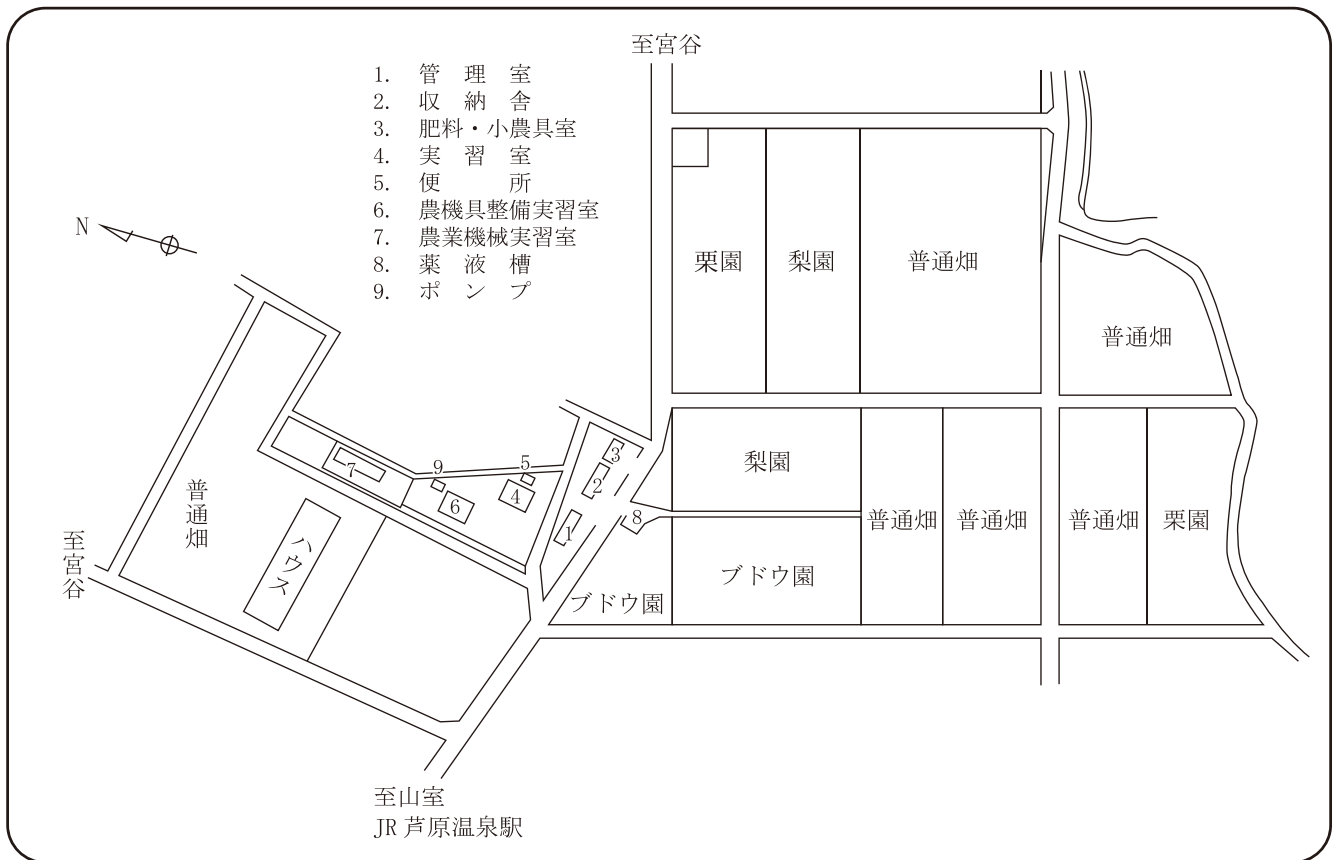 至宮谷
1. 管理室
2. 収納舎
3. 肥料・小農具室
4. 実習室
5. 便所
6. 農機具整備実習室
7. 農業機械実習室
8. 薬液槽
9. ポンプ
N
栗園
梨園
普通畑
普通畑
梨園
普通畑
普通畑
普通畑
栗園
ブドウ園
ブドウ園
3
2
1
8
5
4
9
6
7
普通畑
ハウス
至宮谷
至山室
JR 芦原温泉駅